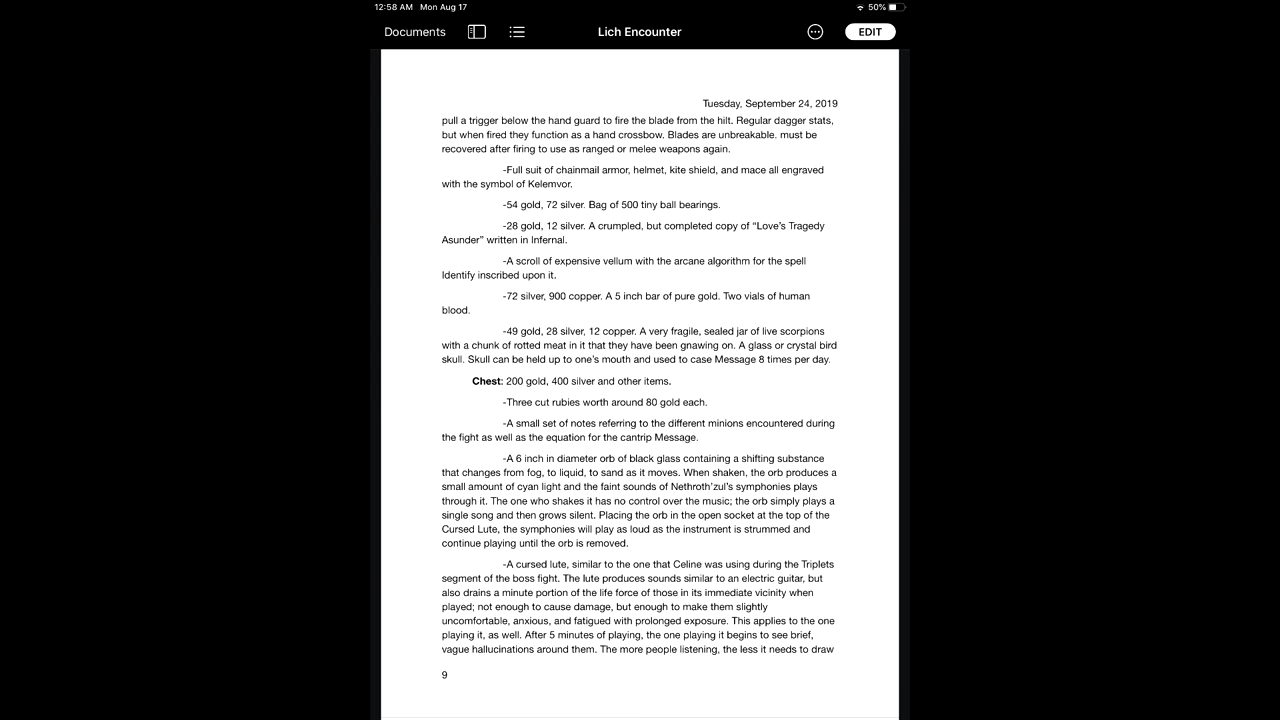 12:58 AM Mon Aug 17
50%
Documents
Lich Encounter
EDIT
Tuesday, September 24, 2019
pull a trigger below the hand guard to fire the blade from the hilt. Regular dagger stats,
but when fired they function as a hand crossbow. Blades are unbreakable. must be
recovered after firing to use as ranged or melee weapons again.
-Full suit of chainmail armor, helmet, kite shield, and mace all engraved
with the symbol of Kelemvor.
-54 gold, 72 silver. Bag of 500 tiny ball bearings.
-28 gold, 12 silver. A crumpled, but completed copy of “Love’s Tragedy
Asunder” written in Infernal.
-A scroll of expensive vellum with the arcane algorithm for the spell
Identify inscribed upon it.
-72 silver, 900 copper. A 5 inch bar of pure gold. Two vials of human
blood.
-49 gold, 28 silver, 12 copper. A very fragile, sealed jar of live scorpions
with a chunk of rotted meat in it that they have been gnawing on. A glass or crystal bird
skull. Skull can be held up to one’s mouth and used to case Message 8 times per day.
Chest: 200 gold, 400 silver and other items.
-Three cut rubies worth around 80 gold each.
-A small set of notes referring to the different minions encountered during
the fight as well as the equation for the cantrip Message.
-A 6 inch in diameter orb of black glass containing a shifting substance
that changes from fog, to liquid, to sand as it moves. When shaken, the orb produces a
small amount of cyan light and the faint sounds of Nethroth’zul’s symphonies plays
through it. The one who shakes it has no control over the music; the orb simply plays a
single song and then grows silent. Placing the orb in the open socket at the top of the
Cursed Lute, the symphonies will play as loud as the instrument is strummed and
continue playing until the orb is removed.
-A cursed lute, similar to the one that Celine was using during the Triplets
segment of the boss fight. The lute produces sounds similar to an electric guitar, but
also drains a minute portion of the life force of those in its immediate vicinity when
played; not enough to cause damage, but enough to make them slightly
uncomfortable, anxious, and fatigued with prolonged exposure. This applies to the one
playing it, as well. After 5 minutes of playing, the one playing it begins to see brief,
vague hallucinations around them. The more people listening, the less it needs to draw
9